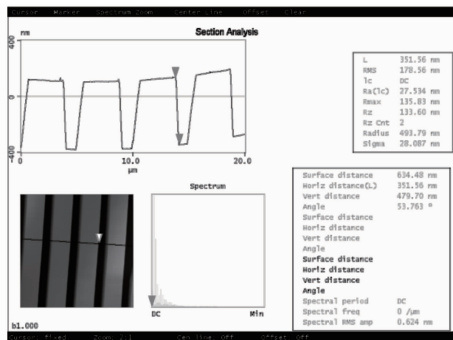 Cursor Marker Spectrum Zoom Center Line Offset Clear
Section Analysis
nm
400
0
-400
0 10.0 20.0
µm
L 351.56 nm
RMS 178.56 nm
lc DC
Ra(lc) 27.534 nm
Rmax 135.83 nm
Rz 133.60 nm
Rz Cnt 2
Radius 493.79 nm
Sigma 28.087 nm
Spectrum
DC Min
Surface distance 634.48 nm
Horiz distance(L) 351.56 nm
Vert distance 479.70 nm
Angle 53.763 °
Surface distance
Horiz distance
Vert distance
Angle
Surface distance
Horiz distance
Vert distance
Angle
Spectral period DC
Spectral freq 0 /µm
Spectral RMS amp 0.624 nm
b1.000
Cursor: fixed Zoom: 2:1 Cen line: Off Offset: Off